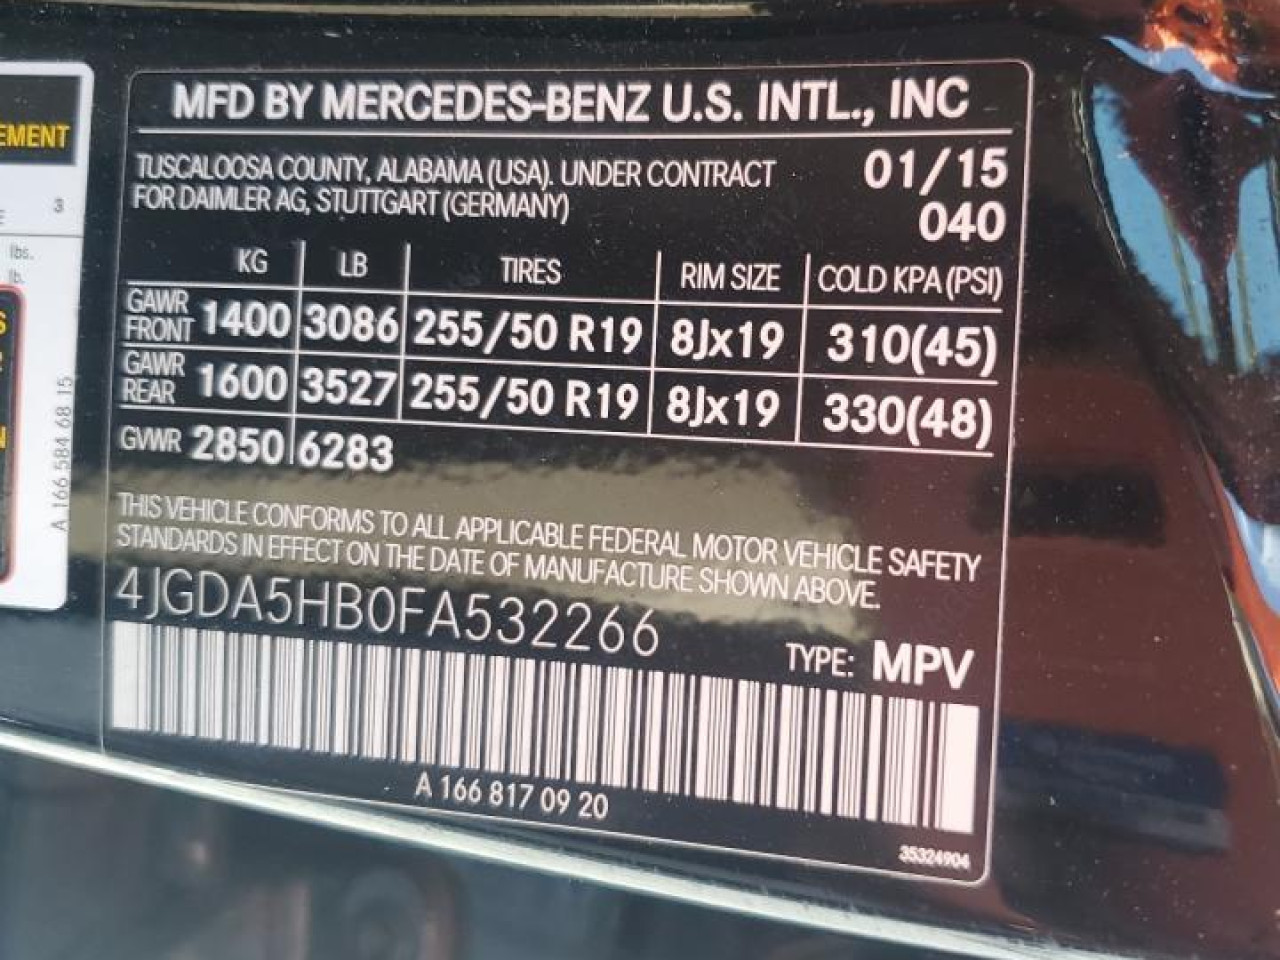 EMENT
3
E
lbs.
lb.
S
N
A 166 584 68 15
MFD BY MERCEDES-BENZ U.S. INTL., INC
TUSCALOOSA COUNTY, ALABAMA (USA). UNDER CONTRACT
FOR DAIMLER AG, STUTTGART (GERMANY)
01/15
040
KG LB TIRES RIM SIZE COLD KPA (PSI)
GAWR FRONT 1400 3086 255/50 R19 8Jx19 310(45)
GAWR REAR 1600 3527 255/50 R19 8Jx19 330(48)
GVWR 2850 6283
THIS VEHICLE CONFORMS TO ALL APPLICABLE FEDERAL MOTOR VEHICLE SAFETY
STANDARDS IN EFFECT ON THE DATE OF MANUFACTURE SHOWN ABOVE.
4JGDA5HB0FA532266
TYPE: MPV
A 166 817 09 20
35324904